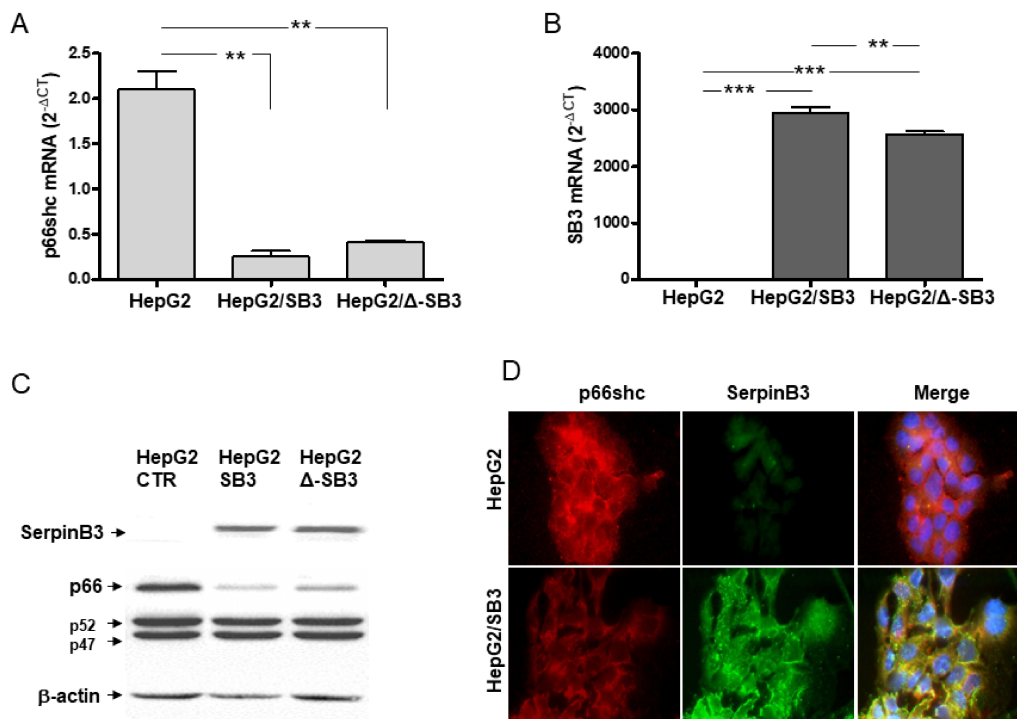 A
p66shc mRNA (2-ΔCT)
2.5
2.0
1.5
1.0
0.5
0.0
**
**
HepG2
HepG2/SB3
HepG2/Δ-SB3
B
SB3 mRNA (2-ΔCT)
4000
3000
2000
1000
0
**
***
***
HepG2
HepG2/SB3
HepG2/Δ-SB3
C
HepG2
CTR
HepG2
SB3
HepG2
Δ-SB3
SerpinB3
p66
p52
p47
β-actin
D
p66shc
SerpinB3
Merge
HepG2
HepG2/SB3